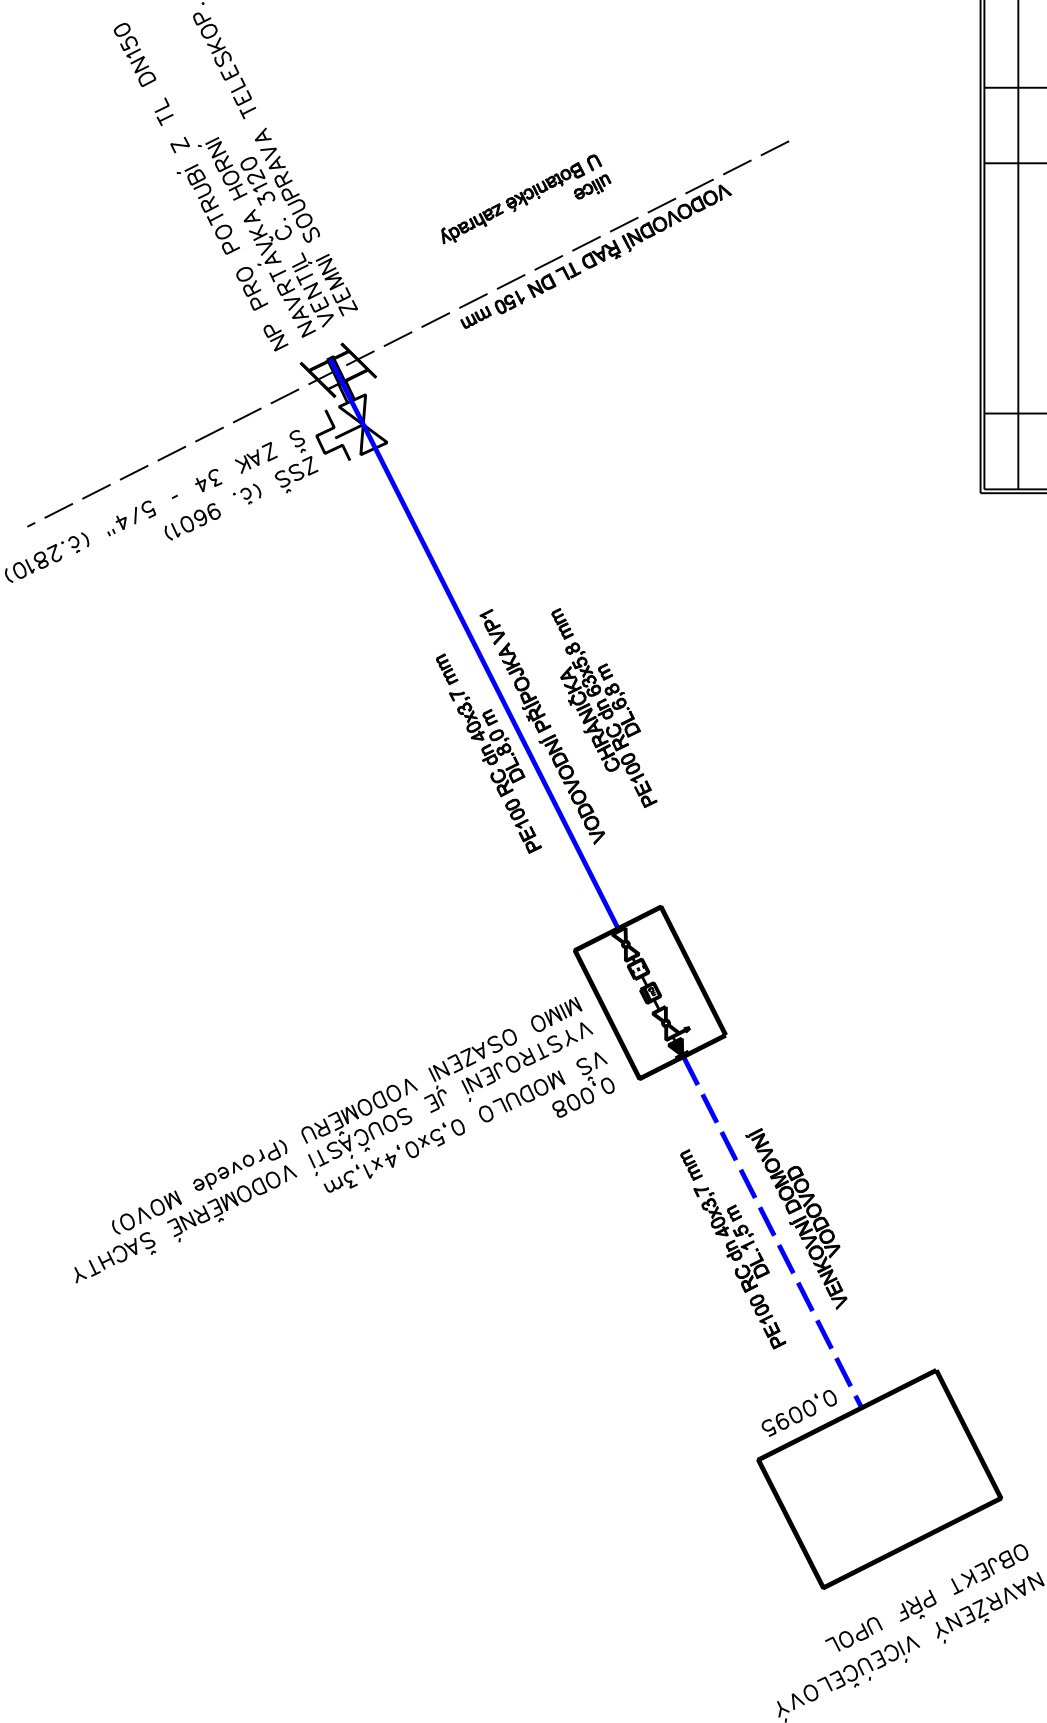 NP PRO POTRUBÍ Z TL DN150
NAVRTÁVKA HORNÍ
VENTIL Č. 3120
ZEMNÍ SOUPRAVA TELESKOP.
ulice
U Botanické zahrady
VODOVODNÍ ŘAD TL DN 150 mm
ZSŠ (č. 9601)
Š ZAK 34 - 5/4" (č.2810)
PE100 RC dn 40x3,7 mm
DL.8,0 m
VODOVODNÍ PŘÍPOJKA VP1
CHRÁNIČKA
PE100 RC dn 63x5,8 mm
DL.6,8 m
0,008
VŠ MODULO 0,5x0,4x1,3m
VYSTROJENÍ JE SOUČÁSTÍ VODOMĚRNÉ ŠACHTY
MIMO OSAZENÍ VODOMĚRU (Provede MOVO)
PE100 RC dn 40x3,7 mm
DL.1,5 m
VENKOVNÍ DOMOVNÍ
VODOVOD
0,0095
NAVRŽENÝ VÍCEÚČELOVÝ
OBJEKT PŘF UPOL